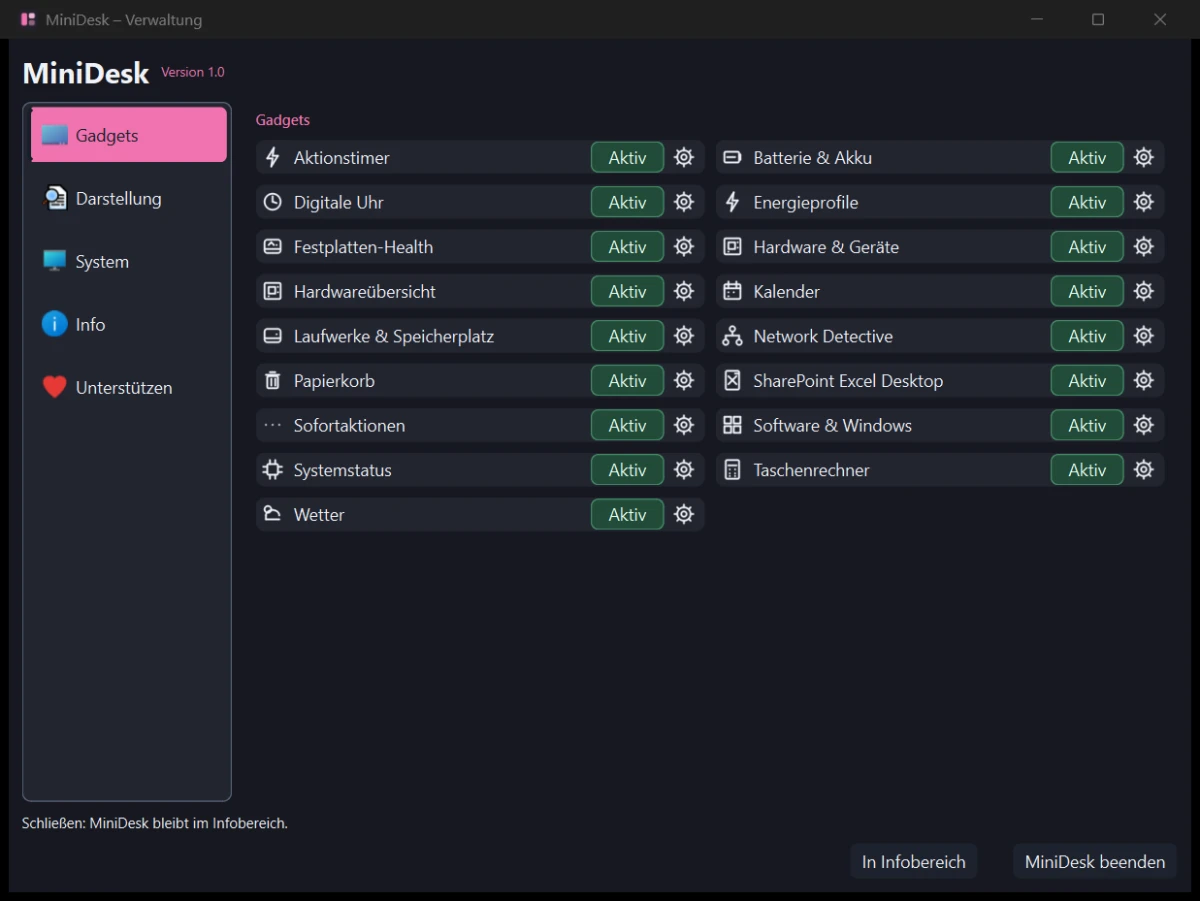 MiniDesk – Verwaltung
MiniDesk Version 1.0
Gadgets
Darstellung
System
Info
Unterstützen
Gadgets
Aktionstimer Aktiv Batterie & Akku Aktiv
Digitale Uhr Aktiv Energieprofile Aktiv
Festplatten-Health Aktiv Hardware & Geräte Aktiv
Hardwareübersicht Aktiv Kalender Aktiv
Laufwerke & Speicherplatz Aktiv Network Detective Aktiv
Papierkorb Aktiv SharePoint Excel Desktop Aktiv
Sofortaktionen Aktiv Software & Windows Aktiv
Systemstatus Aktiv Taschenrechner Aktiv
Wetter Aktiv
Schließen: MiniDesk bleibt im Infobereich.
In Infobereich MiniDesk beenden